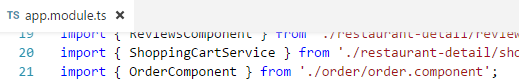 TS app.module.ts ×
19 import { ReviewsComponent } from './restaurant-detail/review
20 import { ShoppingCartService } from './restaurant-detail/sho
21 import { OrderComponent } from './order/order.component';